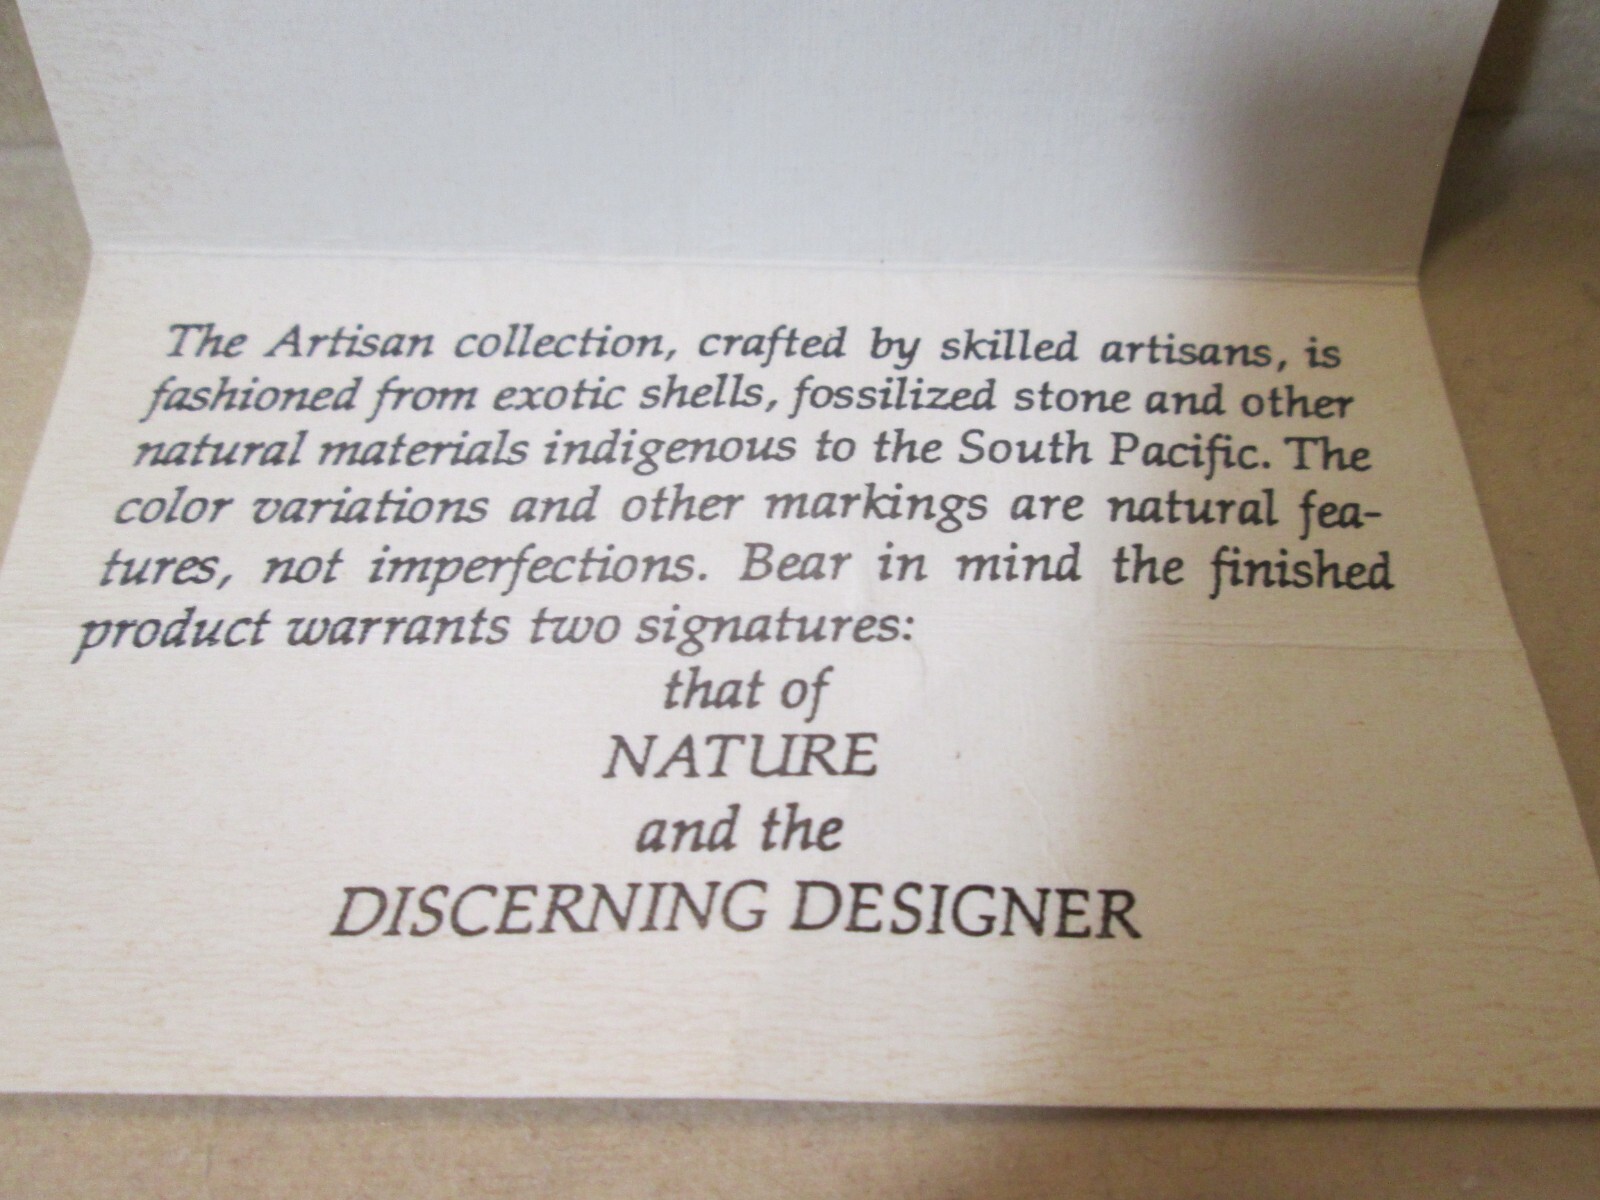 The Artisan collection, crafted by skilled artisans, is
fashioned from exotic shells, fossilized stone and other
natural materials indigenous to the South Pacific. The
color variations and other markings are natural fea-
tures, not imperfections. Bear in mind the finished
product warrants two signatures:
that of
NATURE
and the
DISCERNING DESIGNER